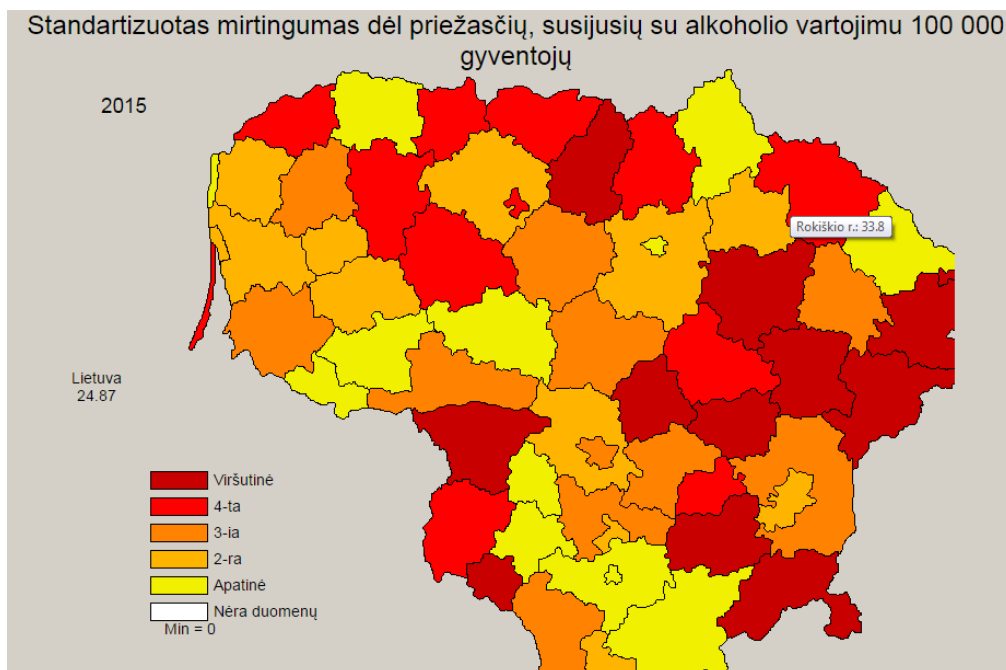 Standartizuotas mirtingumas dėl priežasčių, susijusių su alkoholio vartojimu 100 000
gyventojų
2015
Rokiškio r.: 33.8
Lietuva
24.87
Viršutinė
4-ta
3-ia
2-ra
Apatinė
Nėra duomenų
Min = 0